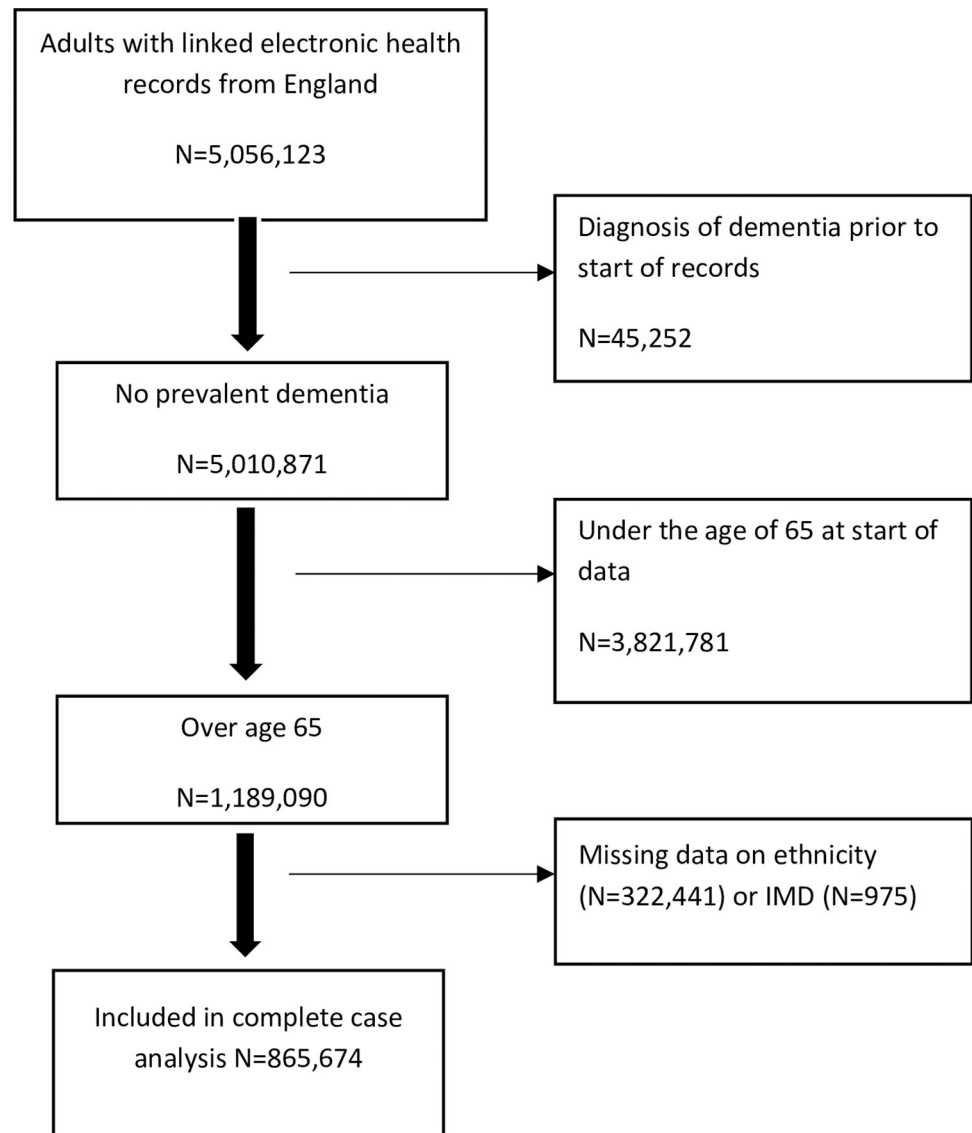 Adults with linked electronic health
records from England
N=5,056,123
Diagnosis of dementia prior to
start of records
N=45,252
No prevalent dementia
N=5,010,871
Under the age of 65 at start of
data
N=3,821,781
Over age 65
N=1,189,090
Missing data on ethnicity
(N=322,441) or IMD (N=975)
Included in complete case
analysis N=865,674